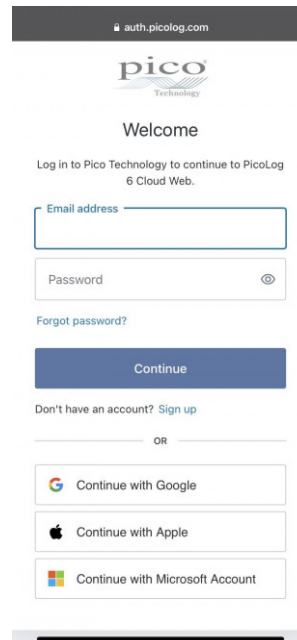 auth.picolog.com
pico
Technology
Welcome
Log in to Pico Technology to continue to PicoLog
6 Cloud Web.
Email address
Password
Forgot password?
Continue
Don't have an account? Sign up
OR
Continue with Google
Continue with Apple
Continue with Microsoft Account